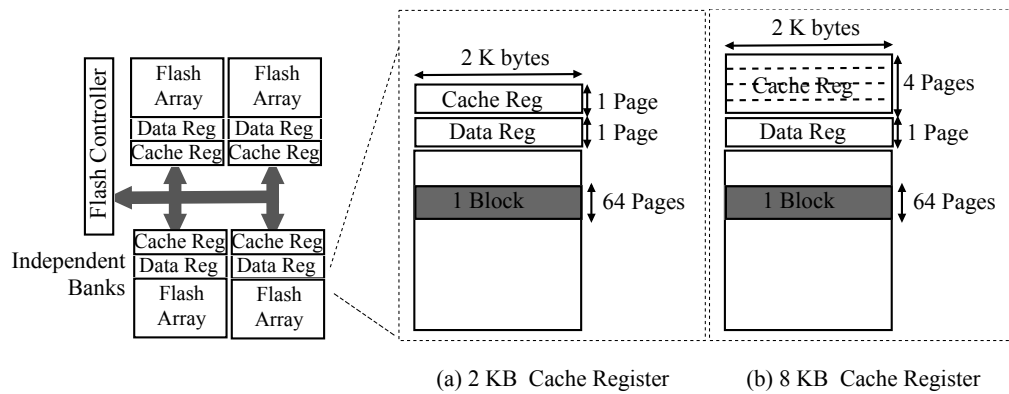 Flash Controller
Flash
Array
Data Reg
Cache Reg
Flash
Array
Data Reg
Cache Reg
Independent
Banks
Cache Reg
Data Reg
Flash
Array
Cache Reg
Data Reg
Flash
Array
2 K bytes
Cache Reg
1 Page
Data Reg
1 Page
1 Block
64 Pages
(a) 2 KB Cache Register
2 K bytes
Cache Reg
4 Pages
Data Reg
1 Page
1 Block
64 Pages
(b) 8 KB Cache Register